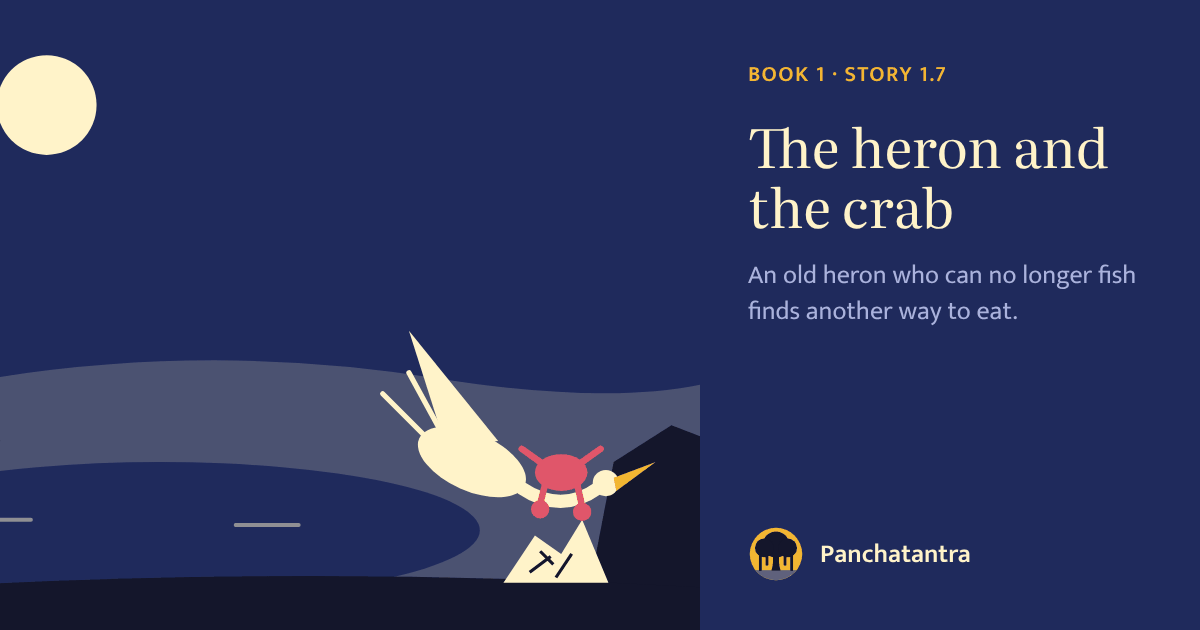 BOOK 1 · STORY 1.7
The heron and
the crab
An old heron who can no longer fish
finds another way to eat.
Panchatantra